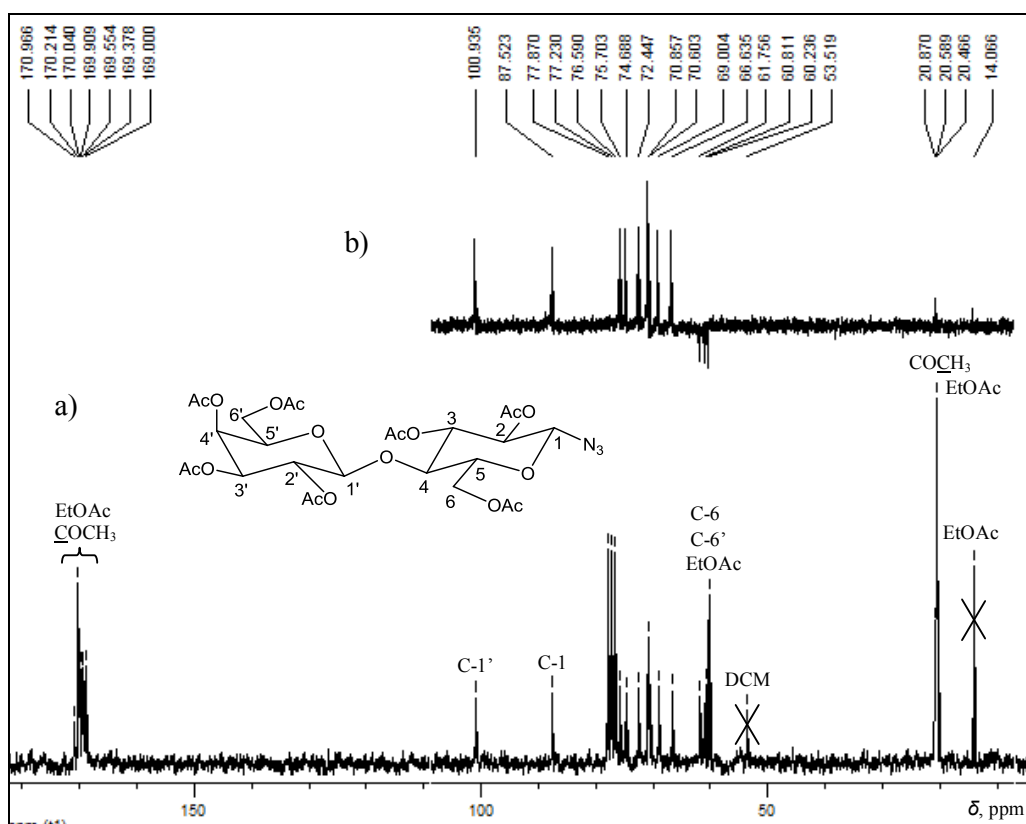 170.966
170.214
170.040
169.909
169.554
169.378
169.000
100.935
87.523
77.870
77.230
76.590
75.703
74.688
72.447
70.857
70.603
69.004
66.635
61.756
60.811
60.236
53.519
20.870
20.589
20.466
14.066
b)
a)
COCH3
EtOAc
AcO
6'
OAc
4'
5'
O
AcO
3'
2'
AcO
1'
O
3
AcO
AcO
2
1
N3
4
5
O
6
OAc
EtOAc
COCH3
C-1’
C-1
C-6
C-6’
EtOAc
DCM
EtOAc
150
100
50
δ, ppm